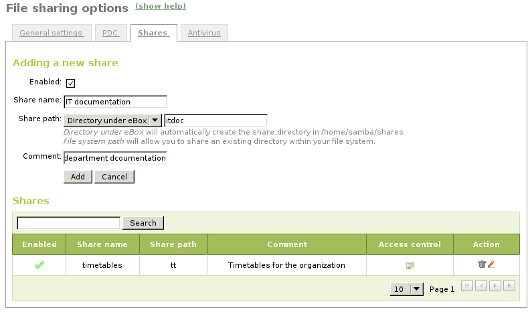 File sharing options (show help)
General settings PDC Shares Antivirus
Adding a new share
Enabled:
Share name: IT documentation
Share path: Directory under eBox itdoc
Directory under eBox will automatically create the share.directory in /home/samba/shares
File system path will allow you to share an existing directory within your file system.
Comment: department dcoumentation
Add Cancel
Shares
Search
Enabled Share name Share path Comment Access control Action
timetables tt Timetables for the organization
10 Page 1